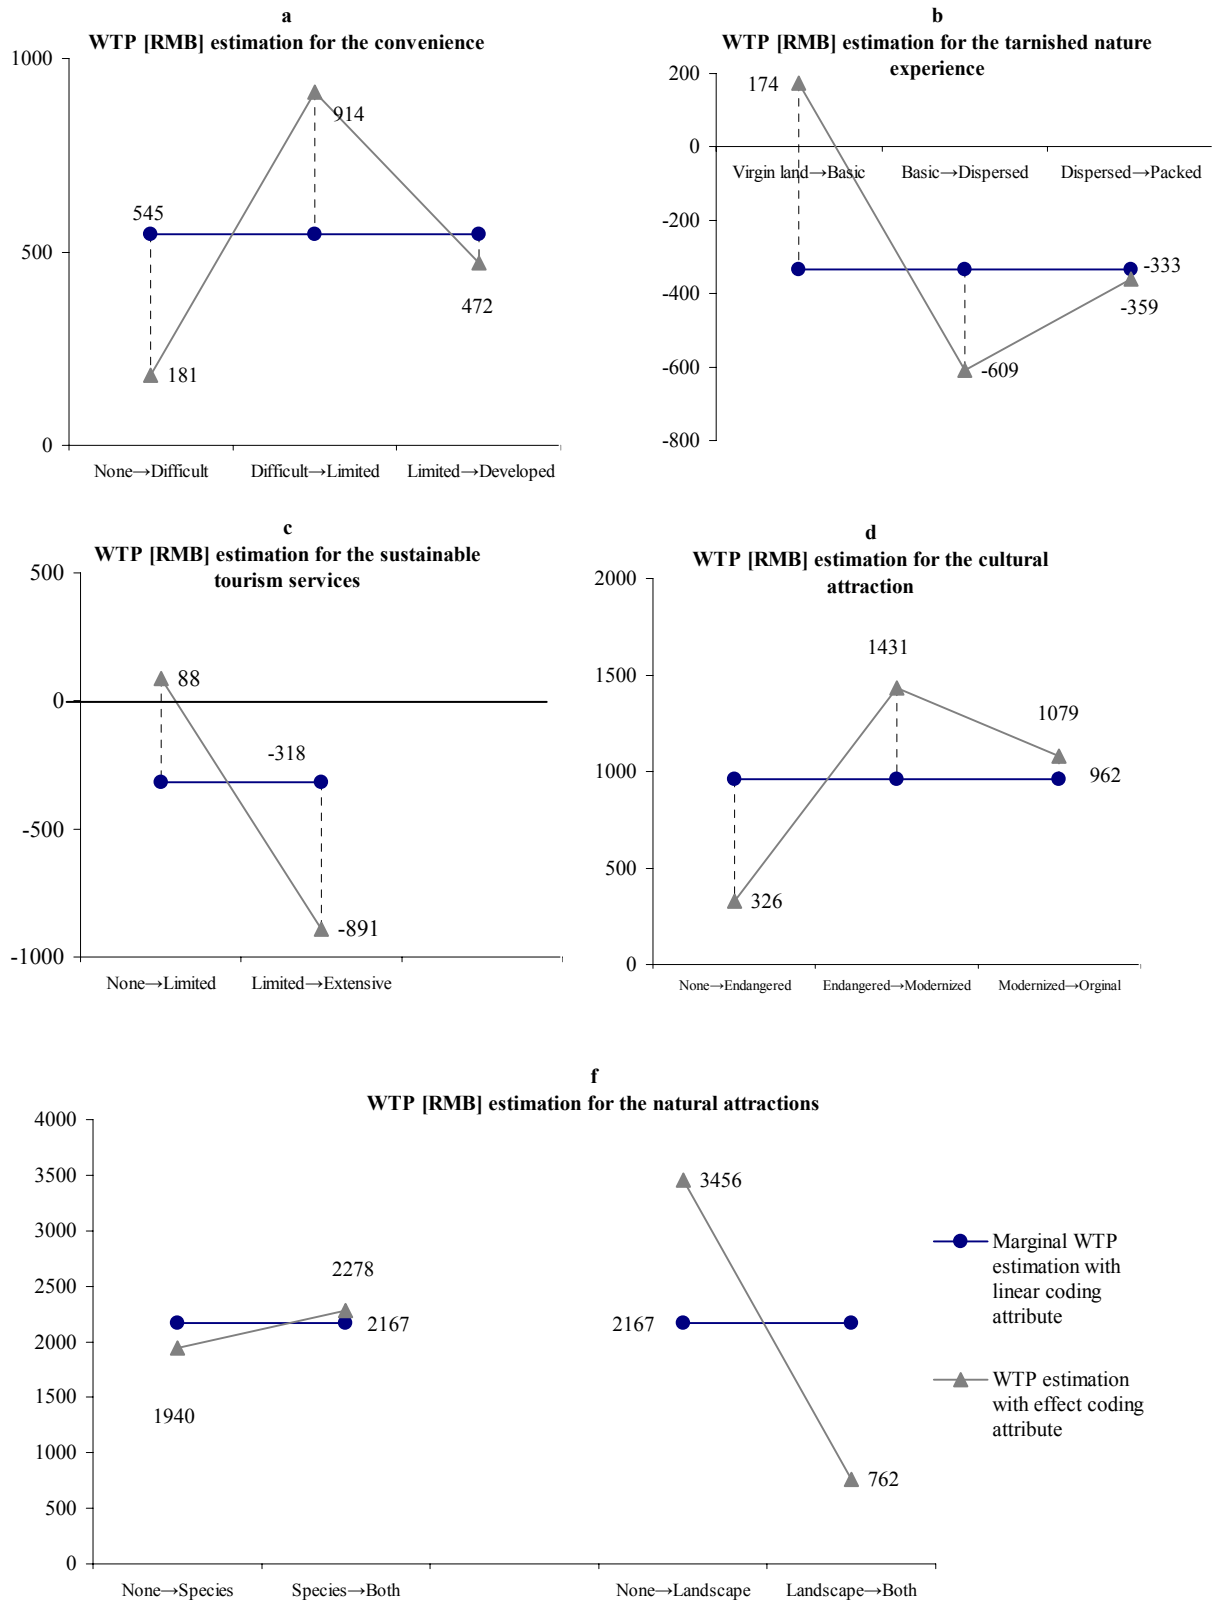 a
WTP [RMB] estimation for the convenience
1000
500
0
545
914
472
181
None→Difficult
Difficult→Limited
Limited→Developed
b
WTP [RMB] estimation for the tarnished nature
experience
200
0
-200
-400
-600
-800
174
Virgin land→Basic
Basic→Dispersed
Dispersed→Packed
-333
-359
-609
c
WTP [RMB] estimation for the sustainable
tourism services
500
0
-500
-1000
88
-318
-891
None→Limited
Limited→Extensive
d
WTP [RMB] estimation for the cultural
attraction
2000
1500
1000
500
0
1431
1079
962
326
None→Endangered
Endangered→Modernized
Modernized→Orginal
f
WTP [RMB] estimation for the natural attractions
4000
3500
3000
2500
2000
1500
1000
500
0
2278
2167
1940
3456
2167
762
None→Species
Species→Both
None→Landscape
Landscape→Both
Marginal WTP
estimation with
linear coding
attribute
WTP estimation
with effect coding
attribute